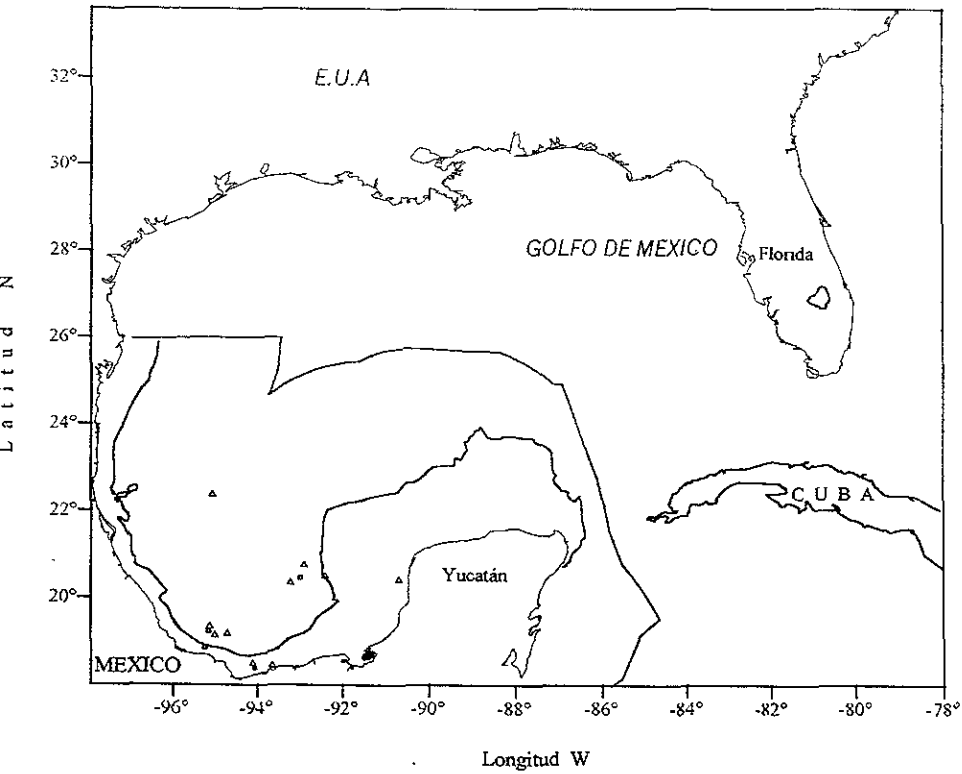 32°
E.U.A
30°
28°
GOLFO DE MEXICO
Florida
26°
24°
22°
C U B A
20°
Yucatán
MEXICO
-96°
-94°
-92°
-90°
-88°
-86°
-84°
-82°
-80°
-78°
Latitud N
Longitud W